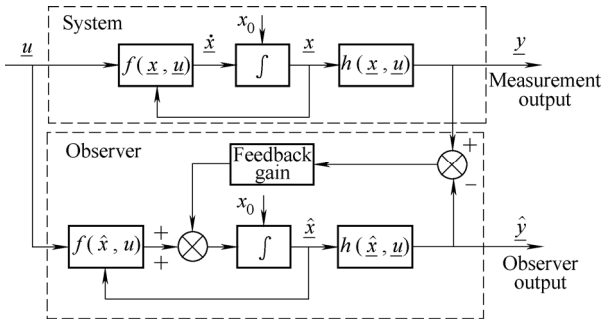 System
x₀
u
f(x, u)
ẋ
∫
x
h(x, u)
y
Measurement
output
+
−
Observer
Feedback
gain
x₀
f(x̂, u)
+
+
∫
x̂
h(x̂, u)
ŷ
Observer
output